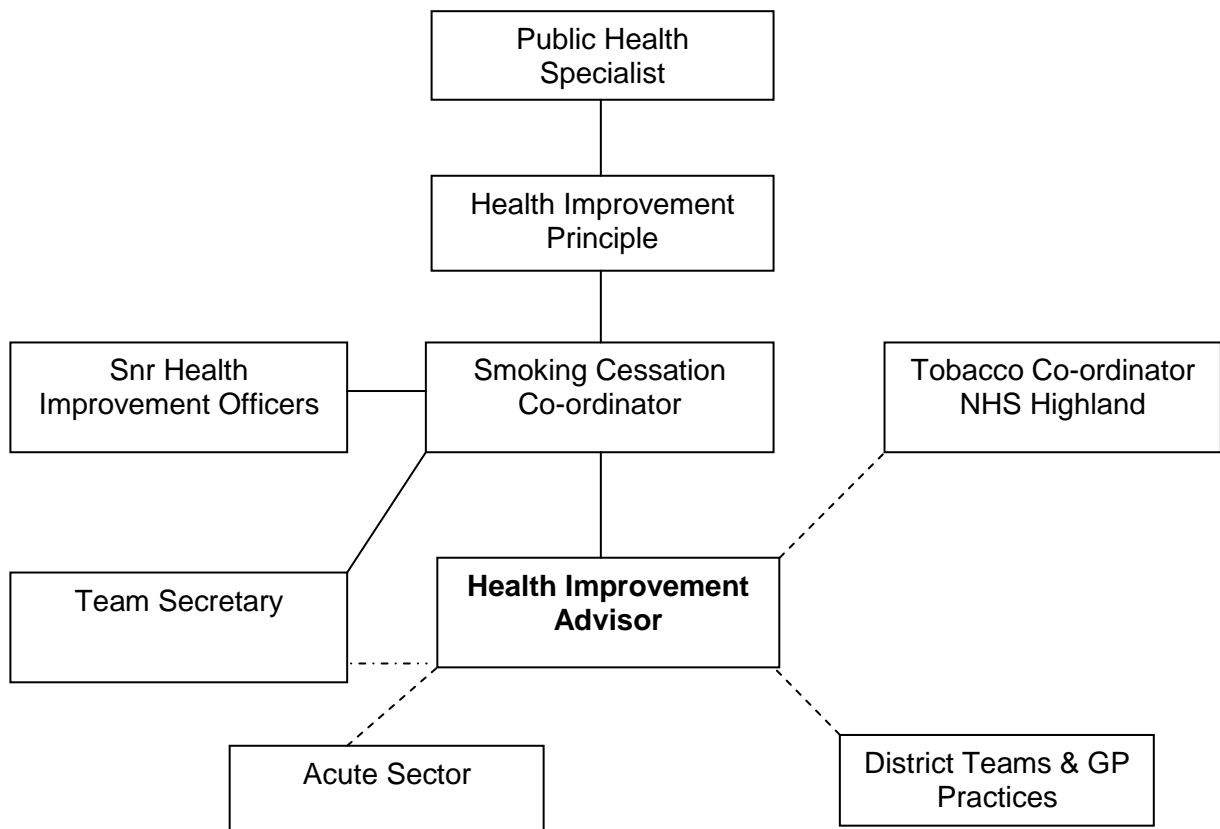 Public Health
Specialist
Health Improvement
Principle
Snr Health
Improvement Officers
Smoking Cessation
Co-ordinator
Tobacco Co-ordinator
NHS Highland
Team Secretary
Health Improvement
Advisor
Acute Sector
District Teams & GP
Practices